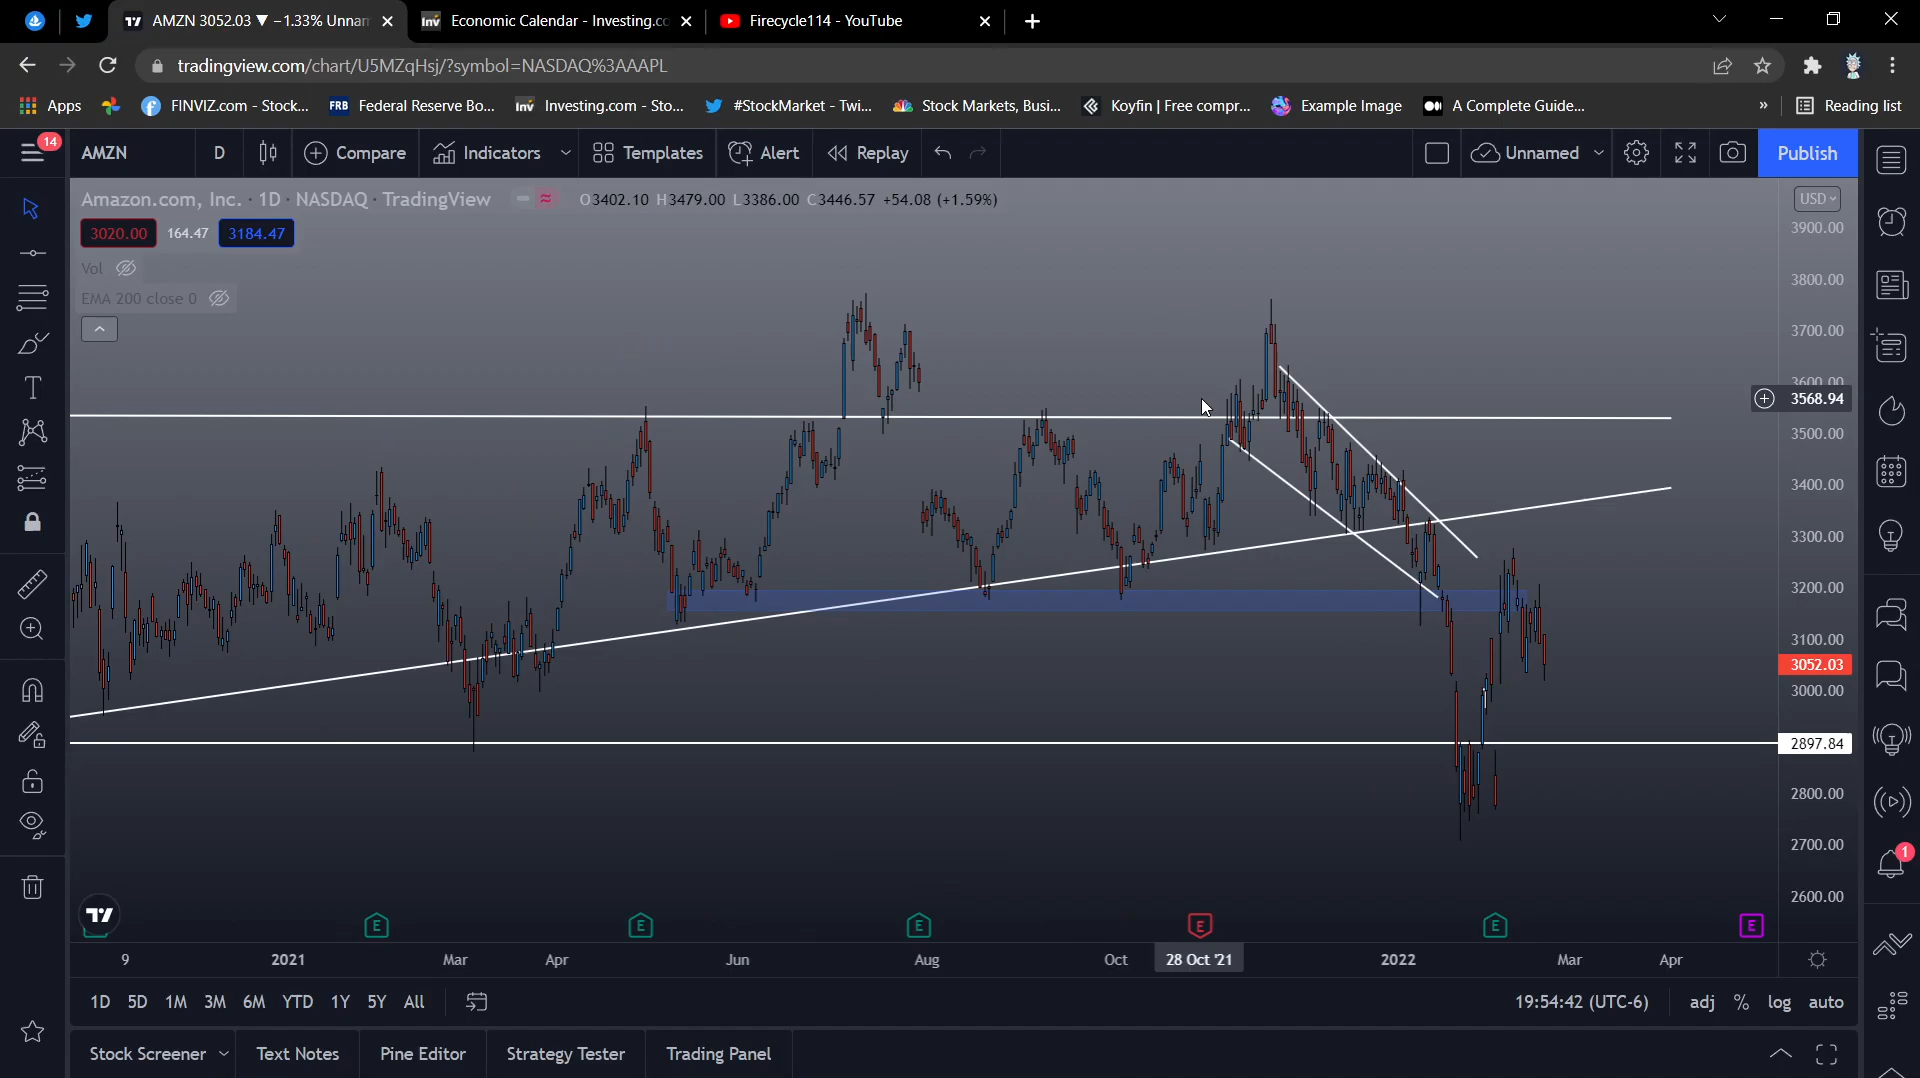 AMZN 3052.03 ▼ −1.33% Unnar
Economic Calendar - Investing.co
Firecycle114 - YouTube
tradingview.com/chart/U5MZqHsj/?symbol=NASDAQ%3AAAPL
Apps
FINVIZ.com - Stock...
FRB Federal Reserve Bo...
Inv Investing.com - Sto...
#StockMarket - Twi...
Stock Markets, Busi...
Koyfin | Free compr...
Example Image
A Complete Guide...
»
Reading list
14
AMZN
D
Compare
Indicators
Templates
Alert
Replay
Unnamed
Publish
Amazon.com, Inc. · 1D · NASDAQ · TradingView
O3402.10 H3479.00 L3386.00 C3446.57 +54.08 (+1.59%)
USD
3020.00 164.47 3184.47
Vol
EMA 200 close 0
3900.00
3800.00
3700.00
3600.00
3568.94
3500.00
3400.00
3300.00
3200.00
3100.00
3052.03
3000.00
2897.84
2800.00
2700.00
2600.00
1
E E E E E E
9 2021 Mar Apr Jun Aug Oct 28 Oct '21 2022 Mar Apr
1D 5D 1M 3M 6M YTD 1Y 5Y All
19:54:42 (UTC-6) adj % log auto
Stock Screener Text Notes Pine Editor Strategy Tester Trading Panel